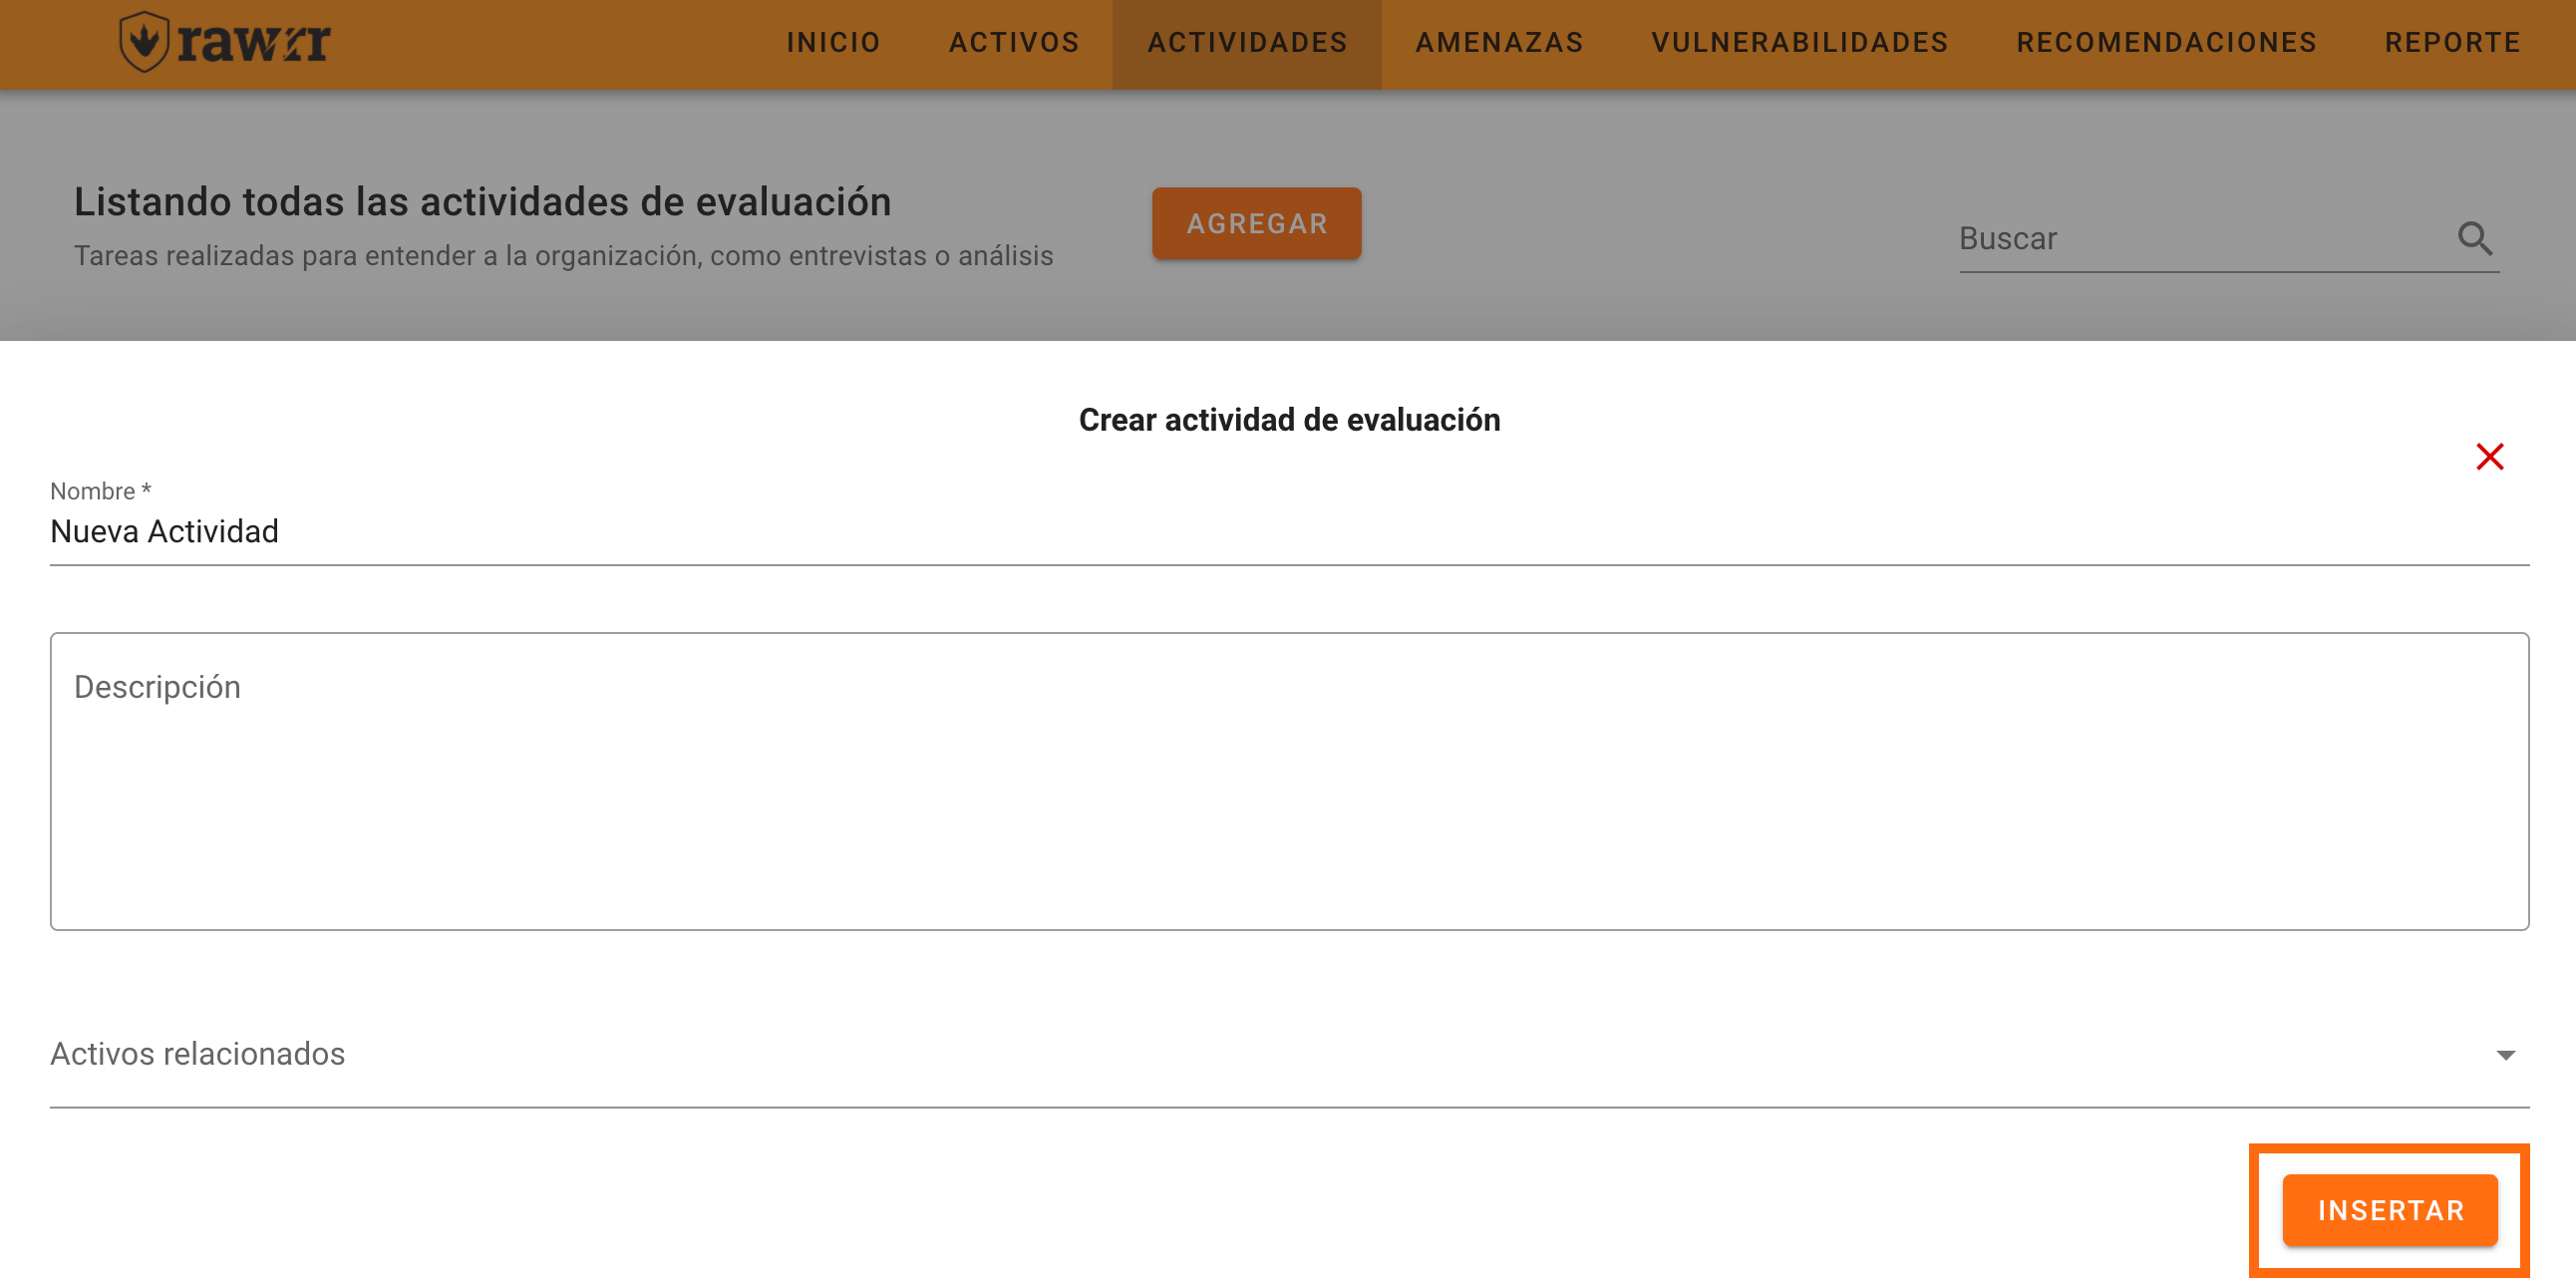 rawrr
INICIO ACTIVOS ACTIVIDADES AMENAZAS VULNERABILIDADES RECOMENDACIONES REPORTE
Listando todas las actividades de evaluación
Tareas realizadas para entender a la organización, como entrevistas o análisis
AGREGAR
Buscar
Crear actividad de evaluación
Nombre *
Nueva Actividad
Descripción
Activos relacionados
INSERTAR